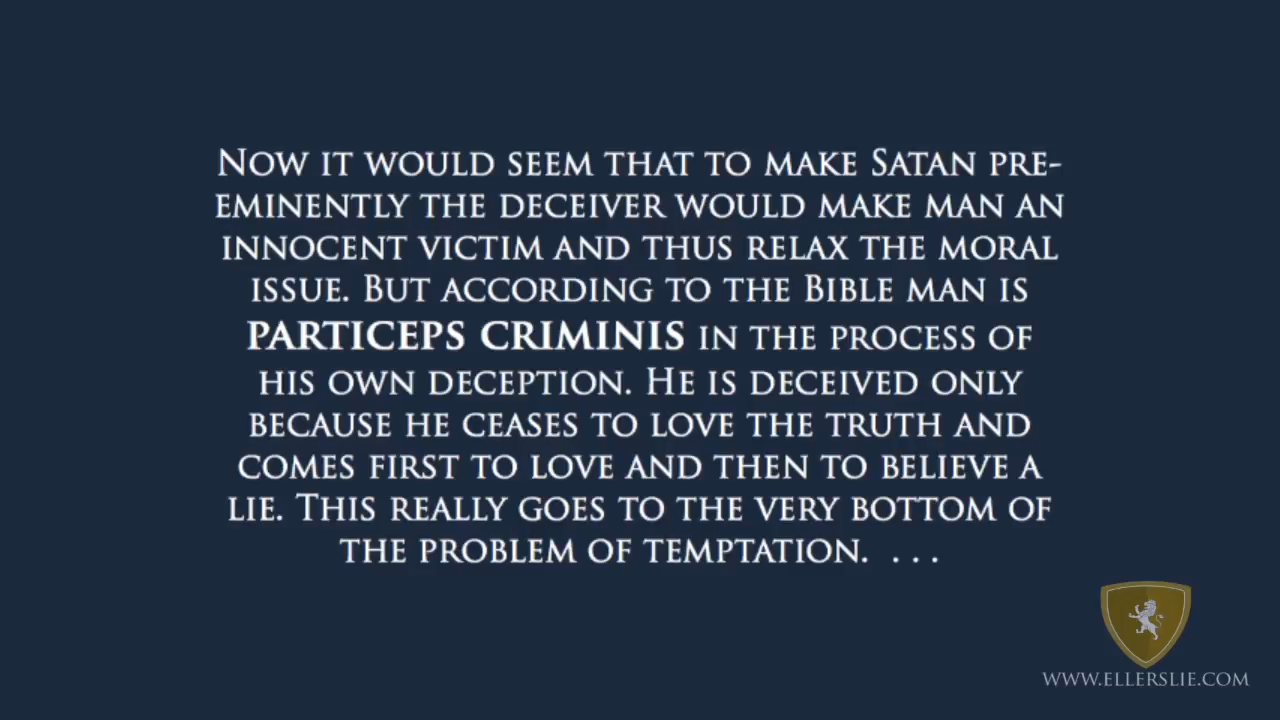 Now it would seem that to make Satan pre-
eminently the deceiver would make man an
innocent victim and thus relax the moral
issue. But according to the Bible man is
particeps criminis in the process of
his own deception. He is deceived only
because he ceases to love the truth and
comes first to love and then to believe a
lie. This really goes to the very bottom of
the problem of temptation. . . .
www.ellerslie.com